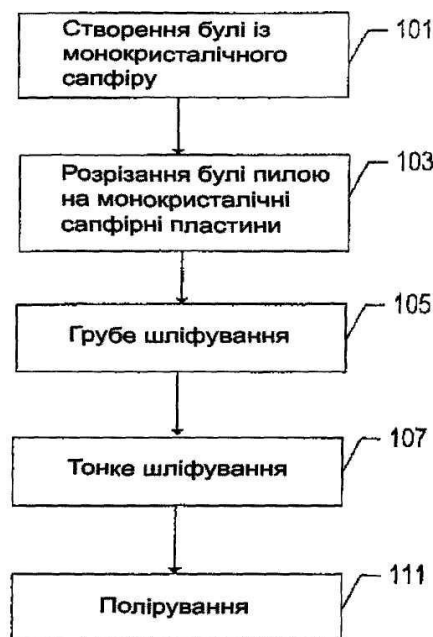 Створення булі із
монокристалічного
сапфіру
101
Розрізання булі пилою
на монокристалічні
сапфірні пластини
103
Грубе шліфування
105
Тонке шліфування
107
Полірування
111